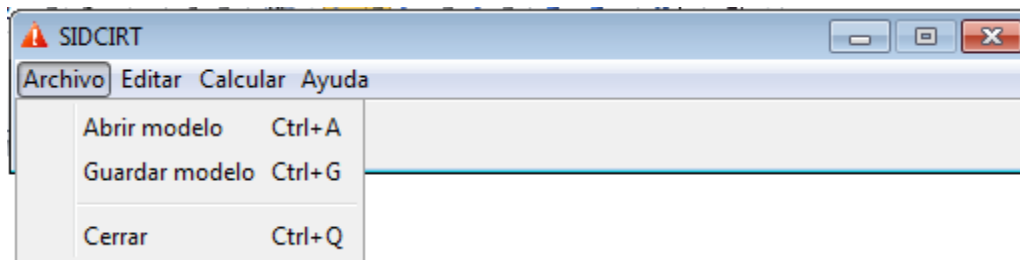 SIDCIRT
Archivo Editar Calcular Ayuda
Abrir modelo Ctrl+A
Guardar modelo Ctrl+G
Cerrar Ctrl+Q